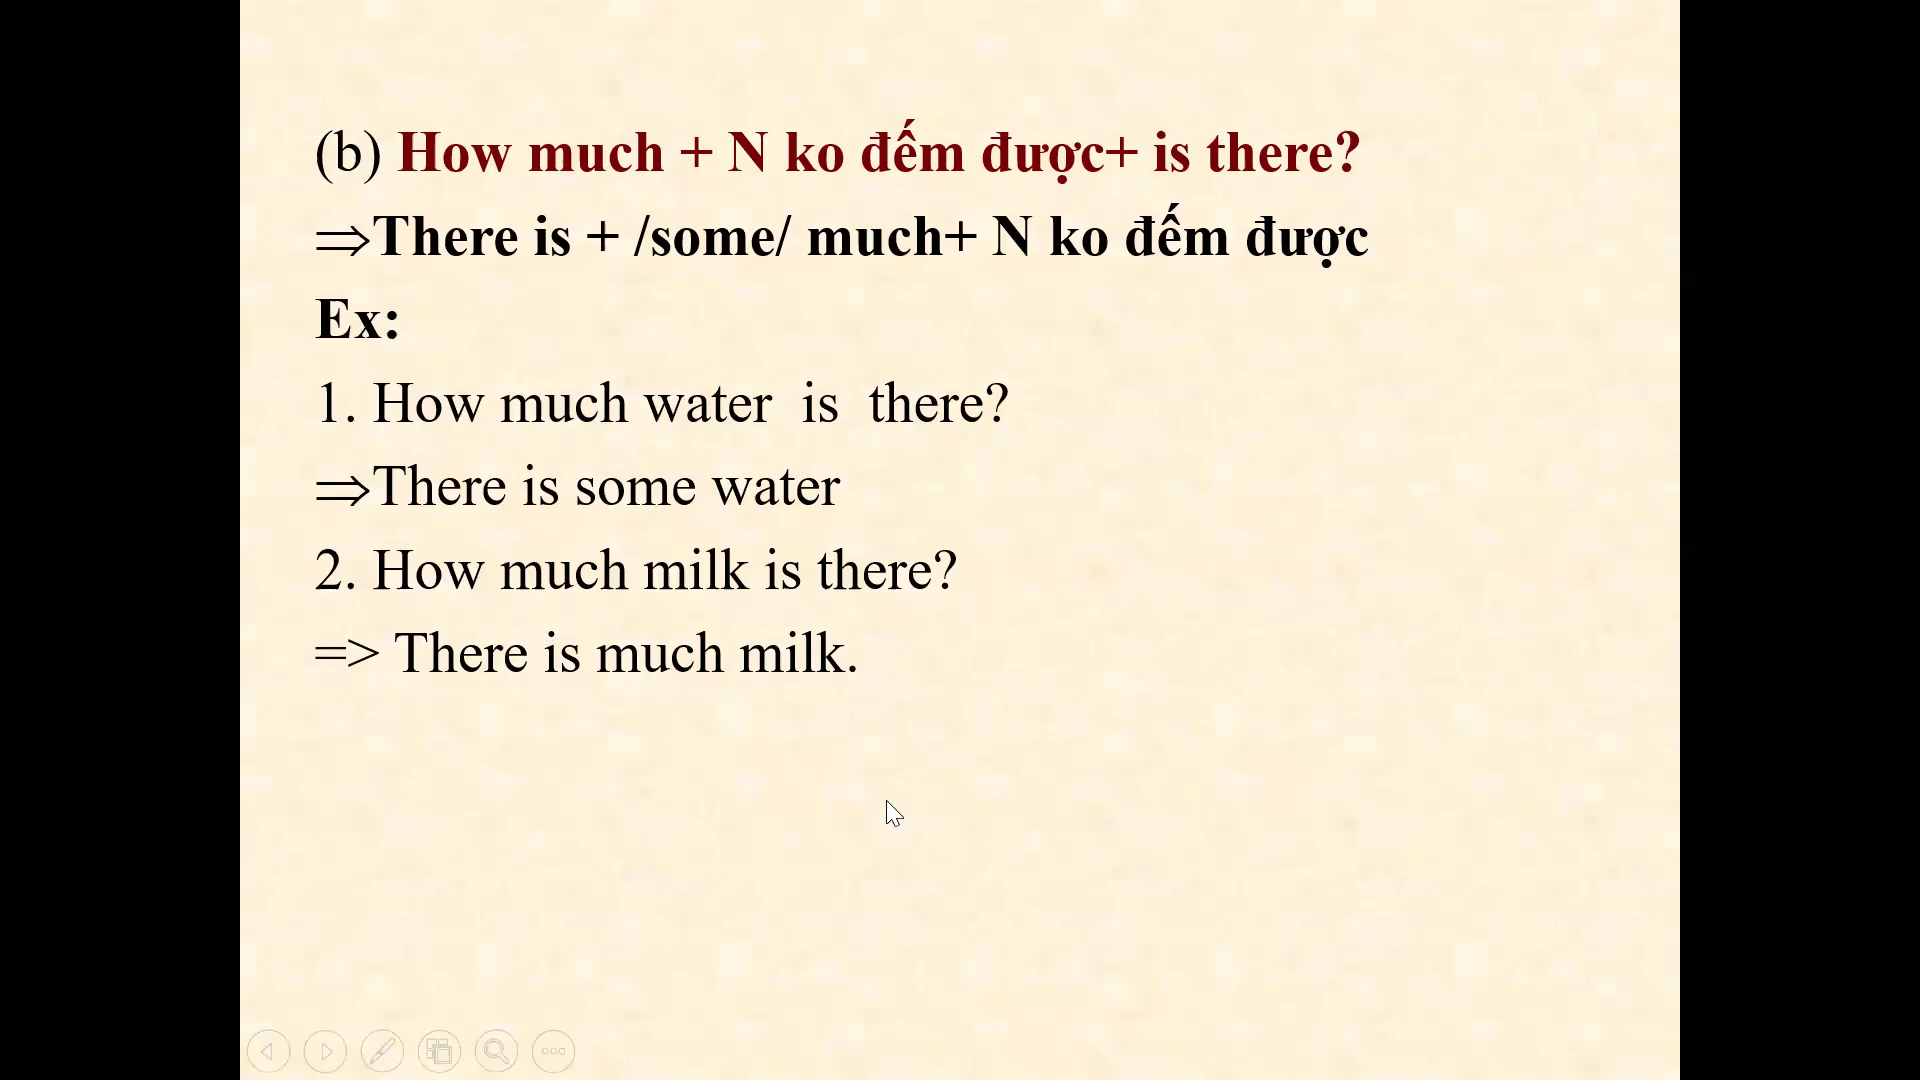 (b) How much + N ko đếm được+ is there?
⇒There is + /some/ much+ N ko đếm được
Ex:
1. How much water  is  there?
⇒There is some water
2. How much milk is there?
=> There is much milk.